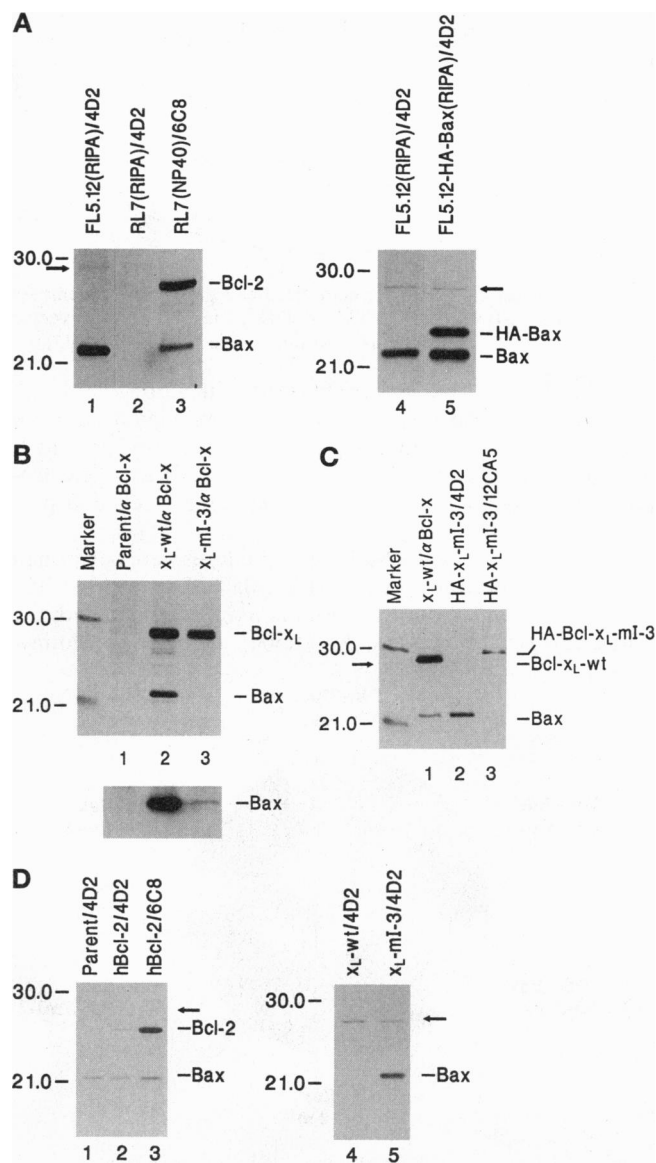 A
FL5.12(RIPA)/4D2
RL7(RIPA)/4D2
RL7(NP40)/6C8
30.0
21.0
Bcl-2
Bax
1 2 3
FL5.12(RIPA)/4D2
FL5.12-HA-Bax(RIPA)/4D2
30.0
21.0
HA-Bax
Bax
4 5
B
Marker
Parent/α Bcl-x
xL-wt/α Bcl-x
xL-mI-3/α Bcl-x
30.0
21.0
Bcl-xL
Bax
1 2 3
Bax
C
Marker
xL-wt/α Bcl-x
HA-xL-mI-3/4D2
HA-xL-mI-3/12CA5
30.0
21.0
HA-Bcl-xL-mI-3
Bcl-xL-wt
Bax
1 2 3
D
Parent/4D2
hBcl-2/4D2
hBcl-2/6C8
30.0
21.0
Bcl-2
Bax
1 2 3
xL-wt/4D2
xL-mI-3/4D2
30.0
21.0
Bax
4 5